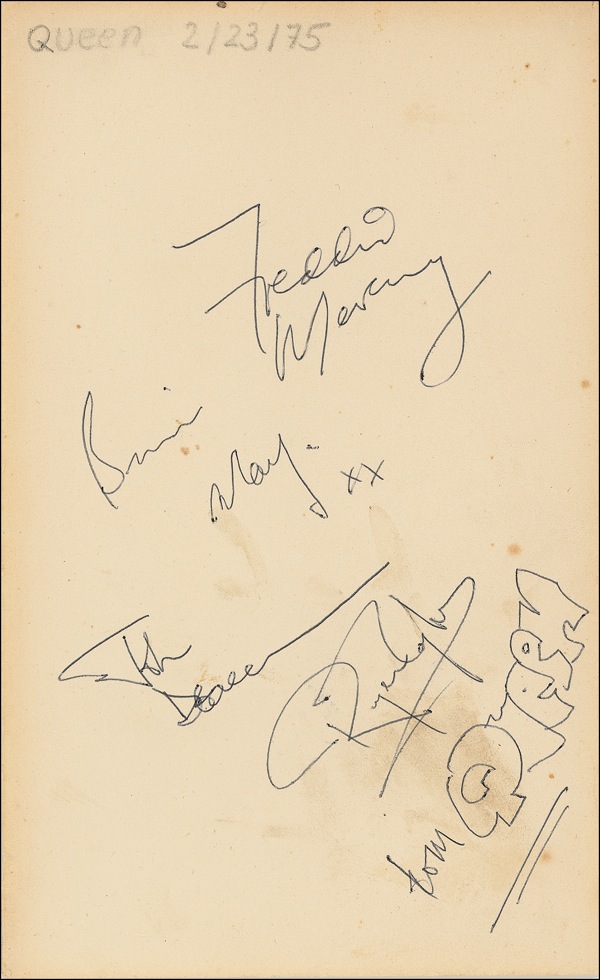 Queen 2/23/75
Freddie
Mercury
Brian
May. xx
John
Deacon
Roger Taylor
from QUEEN